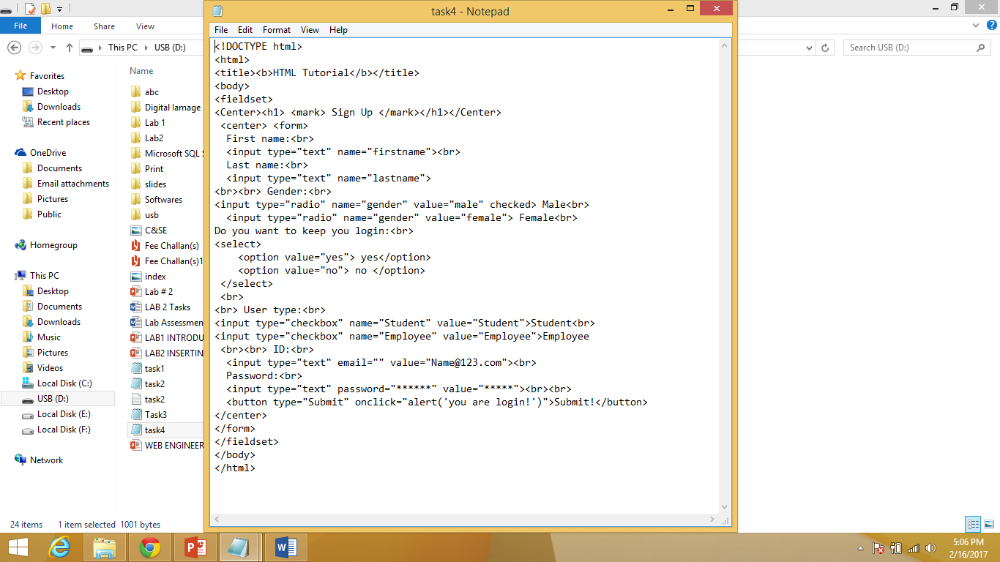 task4 - Notepad
File Home Share View
File Edit Format View Help
This PC USB (D:)
Search USB (D:)
Favorites
Desktop
Downloads
Recent places
OneDrive
Documents
Email attachments
Pictures
Public
Homegroup
This PC
Desktop
Documents
Downloads
Music
Pictures
Videos
Local Disk (C:)
USB (D:)
Local Disk (E:)
Local Disk (F:)
Network
Name
abc
Digital Iamage
Lab 1
Lab2
Microsoft SQL S
Print
slides
Softwares
usb
C&SE
Fee Challan(s)
Fee Challan(s)1
index
Lab # 2
LAB 2 Tasks
Lab Assessmen
LAB1 INTRODU
LAB2 INSERTIN
task1
task2
task2
Task3
task4
WEB ENGINEER
<!DOCTYPE html>
<html>
<title><b>HTML Tutorial</b></title>
<body>
<fieldset>
<Center><h1> <mark> Sign Up </mark></h1></Center>
<center> <form>
First name:<br>
<input type="text" name="firstname"><br>
Last name:<br>
<input type="text" name="lastname">
<br><br> Gender:<br>
<input type="radio" name="gender" value="male" checked> Male<br>
<input type="radio" name="gender" value="female"> Female<br>
Do you want to keep you login:<br>
<select>
<option value="yes"> yes</option>
<option value="no"> no </option>
</select>
<br>
<br> User type:<br>
<input type="checkbox" name="Student" value="Student">Student<br>
<input type="checkbox" name="Employee" value="Employee">Employee
<br><br> ID:<br>
<input type="text" email="" value="Name@123.com"><br>
Password:<br>
<input type="text" password="******" value="*****"><br><br>
<button type="Submit" onclick="alert('you are login!')">Submit!</button>
</center>
</form>
</fieldset>
</body>
</html>
24 items 1 item selected 1001 bytes
5:06 PM
2/16/2017